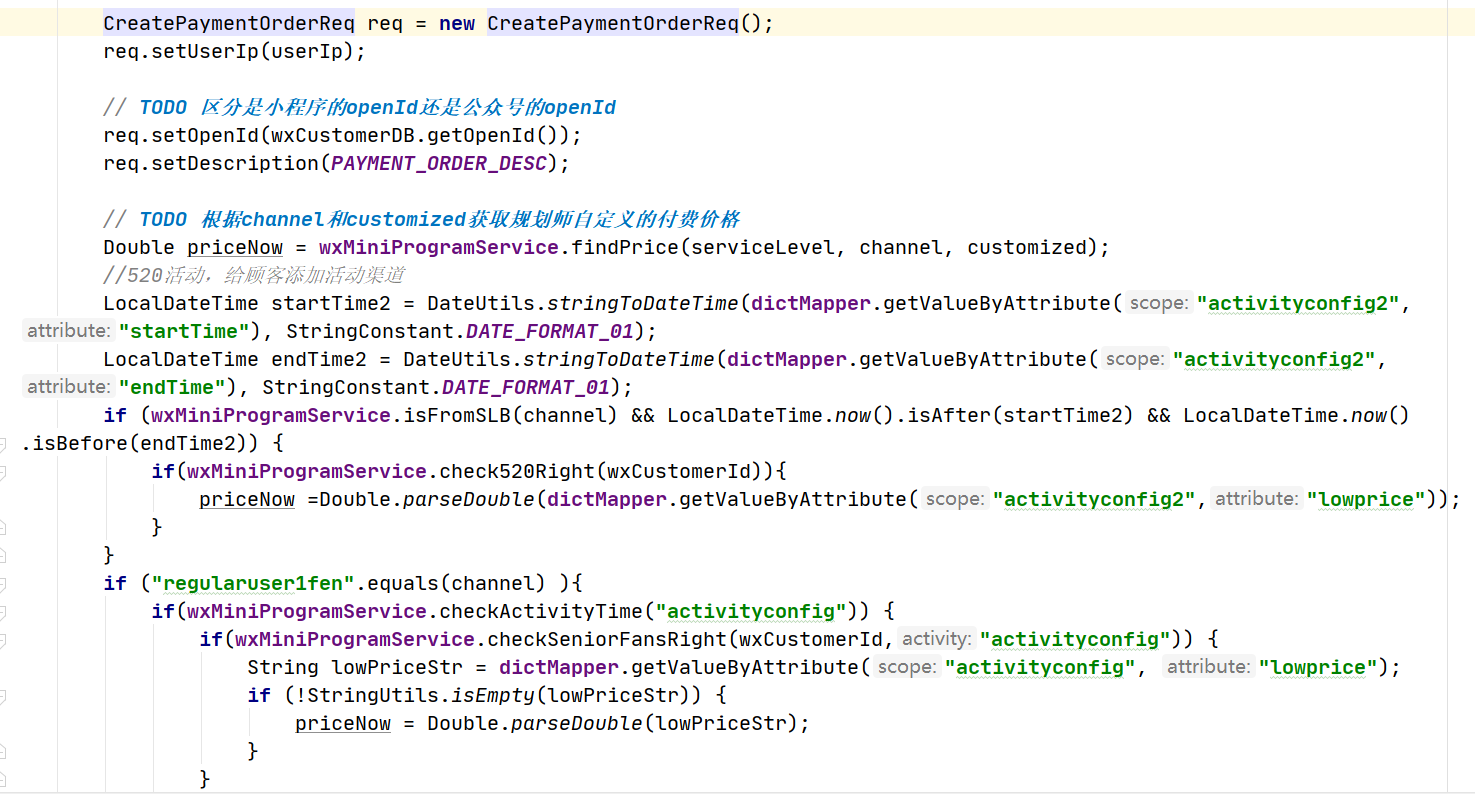 CreatePaymentOrderReq req = new CreatePaymentOrderReq();
req.setUserIp(userIp);
// TODO 区分是小程序的openId还是公众号的openId
req.setOpenId(wxCustomerDB.getOpenId());
req.setDescription(PAYMENT_ORDER_DESC);
// TODO 根据channel和customized获取规划师自定义的付费价格
Double priceNow = wxMiniProgramService.findPrice(serviceLevel, channel, customized);
//520活动，给顾客添加活动渠道
LocalDateTime startTime2 = DateUtils.stringToDateTime(dictMapper.getValueByAttribute( scope: "activityconfig2",
attribute: "startTime"), StringConstant.DATE_FORMAT_01);
LocalDateTime endTime2 = DateUtils.stringToDateTime(dictMapper.getValueByAttribute( scope: "activityconfig2",
attribute: "endTime"), StringConstant.DATE_FORMAT_01);
if (wxMiniProgramService.isFromSLB(channel) && LocalDateTime.now().isAfter(startTime2) && LocalDateTime.now()
.isBefore(endTime2)) {
if(wxMiniProgramService.check520Right(wxCustomerId)){
priceNow =Double.parseDouble(dictMapper.getValueByAttribute( scope: "activityconfig2", attribute: "lowprice"));
}
}
if ("regularuser1fen".equals(channel) ){
if(wxMiniProgramService.checkActivityTime("activityconfig")) {
if(wxMiniProgramService.checkSeniorFansRight(wxCustomerId, activity: "activityconfig")) {
String lowPriceStr = dictMapper.getValueByAttribute( scope: "activityconfig", attribute: "lowprice");
if (!StringUtils.isEmpty(lowPriceStr)) {
priceNow = Double.parseDouble(lowPriceStr);
}
}